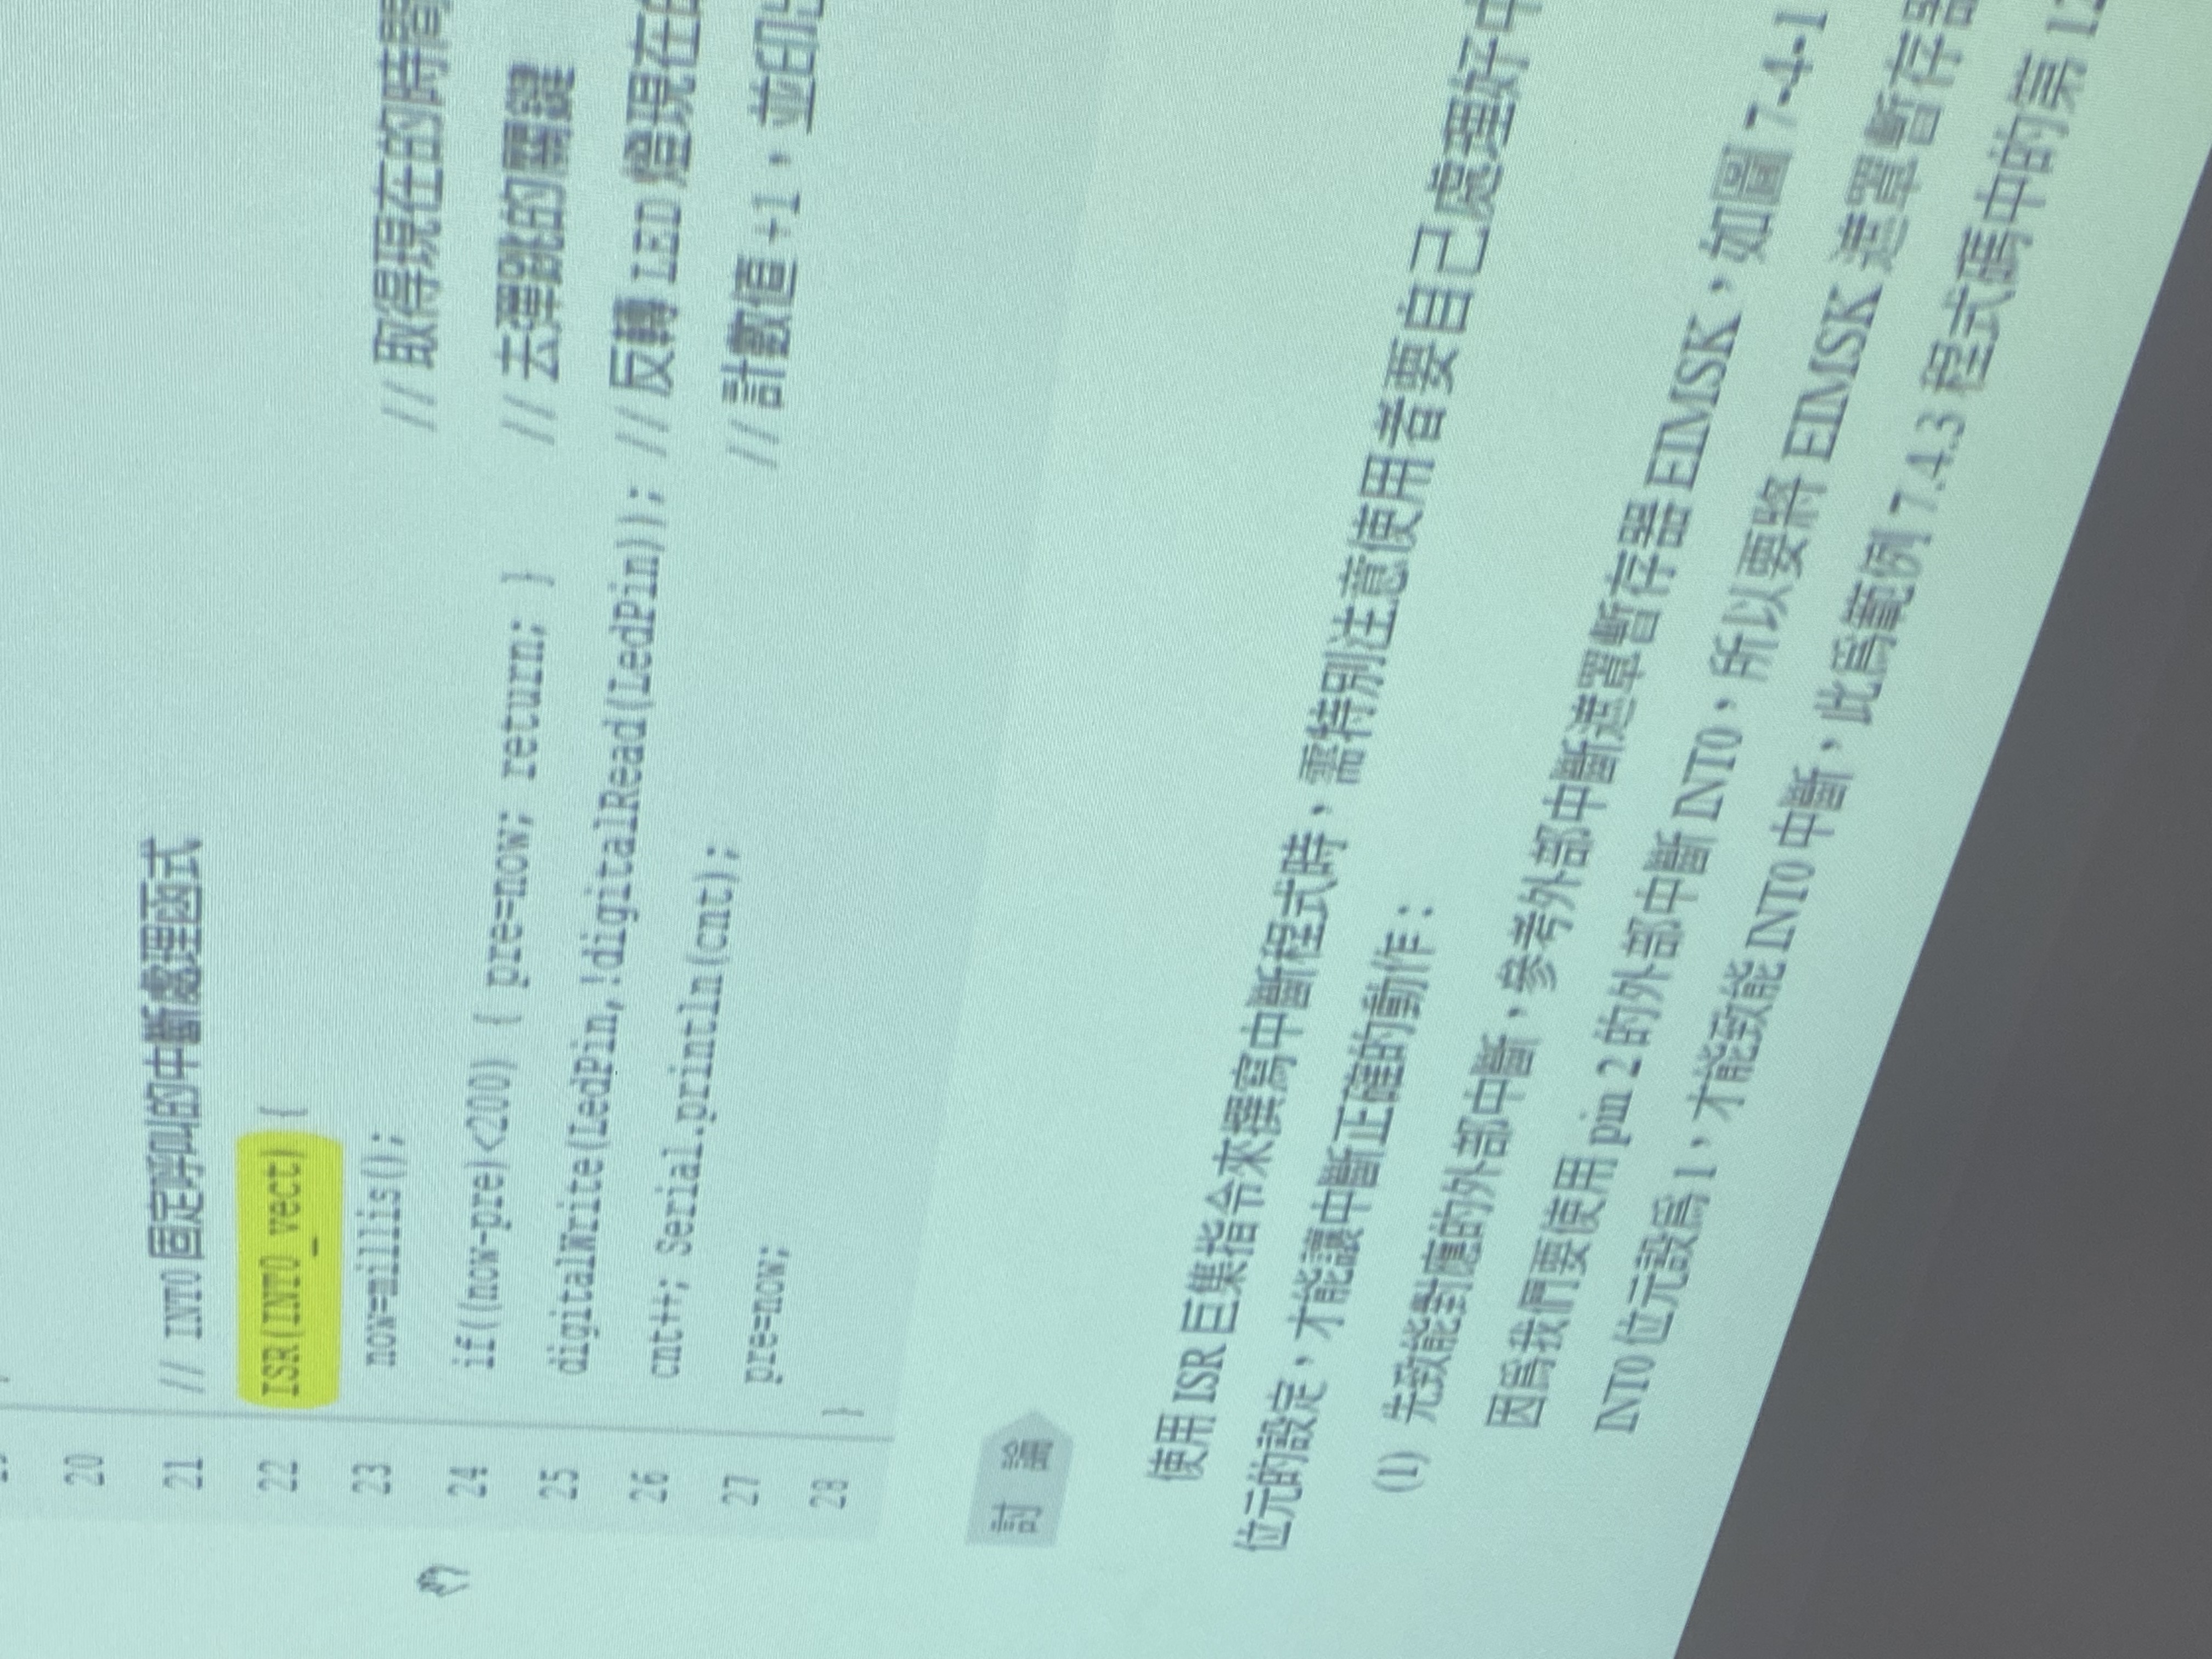 20
21 // INT0 固定呼叫的中斷處理函式
22 ISR(INT0_vect) {
23 now=millis(); // 取得現在的時間
24 if((now-pre)<200) { pre=now; return; } // 去彈跳的關鍵
25 digitalWrite(LedPin,!digitalRead(LedPin)); // 反轉 LED 燈現在的
26 cnt++; Serial.println(cnt); // 計數值 +1，並印出
27 pre=now;
28 }
討 論
使用 ISR 巨集指令來撰寫中斷程式時，需特別注意使用者要自己處理好中
位元的設定，才能讓中斷正確的動作：
(1) 先致能對應的外部中斷，參考外部中斷遮罩暫存器 EIMSK，如圖 7-4-1
因為我們要使用 pin 2 的外部中斷 INT0，所以要將 EIMSK 遮罩暫存器
INT0 位元設為 1，才能致能 INT0 中斷，此為範例 7.4.3 程式碼中的第 12